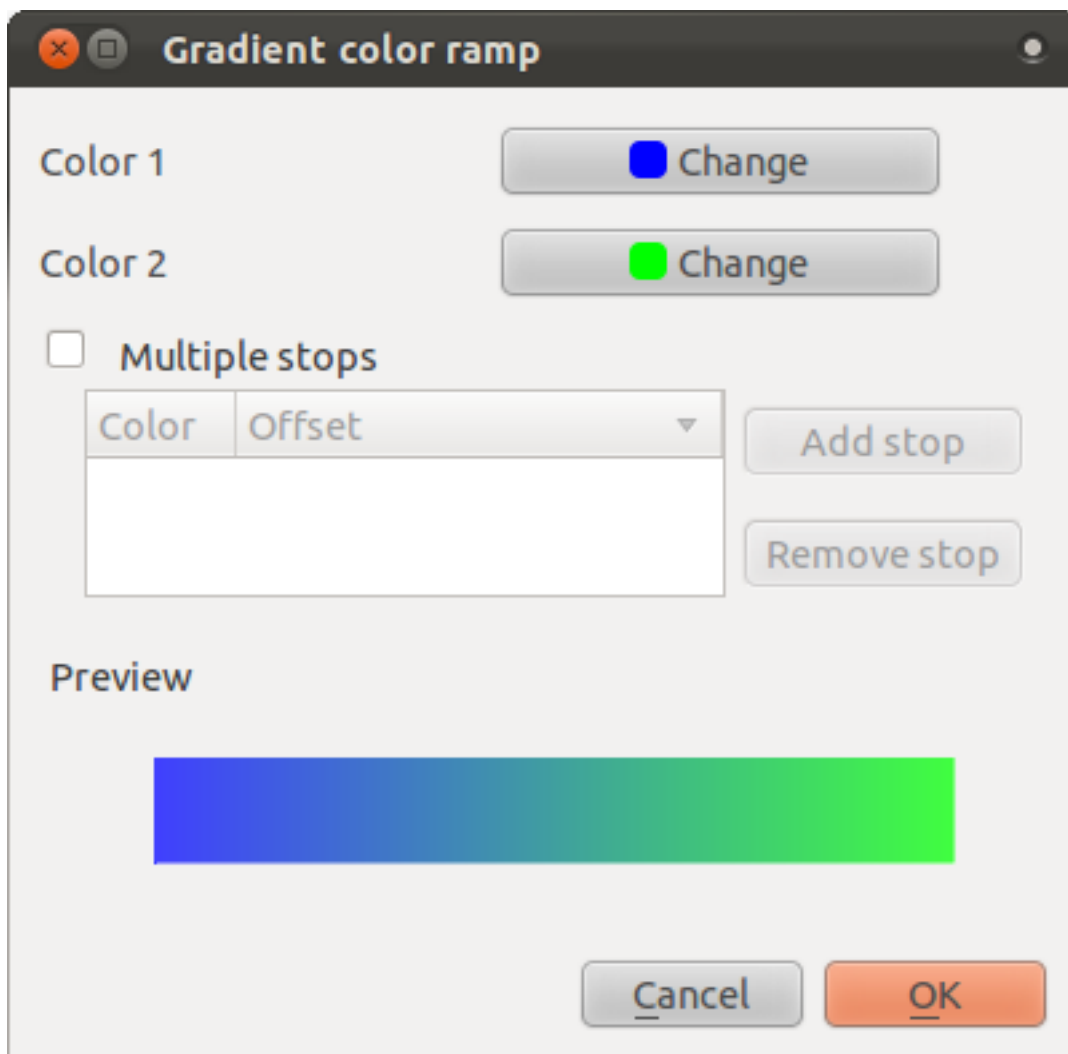 Gradient color ramp
Color 1 Change
Color 2 Change
Multiple stops
Color Offset Add stop
Remove stop
Preview
Cancel OK